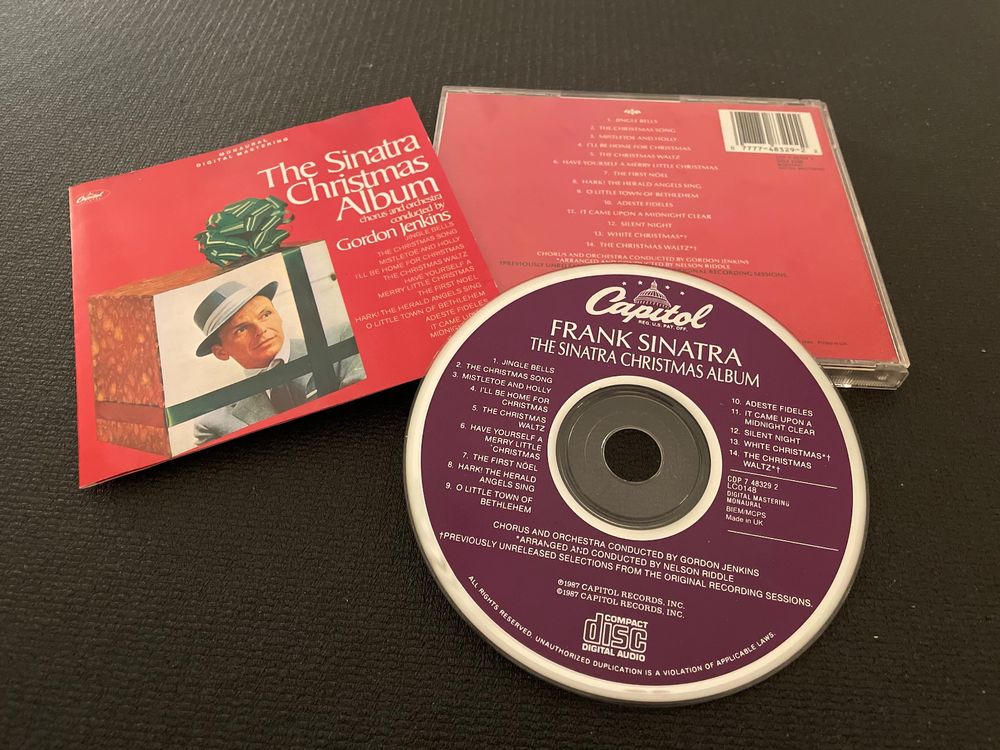 MONAURAL
DIGITAL MASTERING
Capitol
The Sinatra
Christmas
Album
chorus and orchestra
conducted by
Gordon Jenkins
JINGLE BELLS
THE CHRISTMAS SONG
MISTLETOE AND HOLLY
I'LL BE HOME FOR CHRISTMAS
THE CHRISTMAS WALTZ
HAVE YOURSELF A
MERRY LITTLE CHRISTMAS
THE FIRST NOEL
HARK! THE HERALD ANGELS SING
O LITTLE TOWN OF BETHLEHEM
ADESTE FIDELES
IT CAME UPON
MIDNIGHT
1. JINGLE BELLS
2. THE CHRISTMAS SONG
3. MISTLETOE AND HOLLY
4. I'LL BE HOME FOR CHRISTMAS
5. THE CHRISTMAS WALTZ
6. HAVE YOURSELF A MERRY LITTLE CHRISTMAS
7. THE FIRST NÖEL
8. HARK! THE HERALD ANGELS SING
9. O LITTLE TOWN OF BETHLEHEM
10. ADESTE FIDELES
11. IT CAME UPON A MIDNIGHT CLEAR
12. SILENT NIGHT
13. WHITE CHRISTMAS*†
14. THE CHRISTMAS WALTZ*†
CHORUS AND ORCHESTRA CONDUCTED BY GORDON JENKINS
*ARRANGED AND CONDUCTED BY NELSON RIDDLE
†PREVIOUSLY UNRELEASED ORIGINAL RECORDING SESSIONS.
0 77774-83292-2
Capitol
REG. U.S. PAT. OFF.
FRANK SINATRA
THE SINATRA CHRISTMAS ALBUM
1. JINGLE BELLS
2. THE CHRISTMAS SONG
3. MISTLETOE AND HOLLY
4. I'LL BE HOME FOR
CHRISTMAS
5. THE CHRISTMAS
WALTZ
6. HAVE YOURSELF A
MERRY LITTLE
CHRISTMAS
7. THE FIRST NÖEL
8. HARK! THE HERALD
ANGELS SING
9. O LITTLE TOWN OF
BETHLEHEM
10. ADESTE FIDELES
11. IT CAME UPON A
MIDNIGHT CLEAR
12. SILENT NIGHT
13. WHITE CHRISTMAS*†
14. THE CHRISTMAS
WALTZ*†
CDP 7 48329 2
LC0148
DIGITAL MASTERING
MONAURAL
BIEM/MCPS
Made in UK
CHORUS AND ORCHESTRA CONDUCTED BY GORDON JENKINS
*ARRANGED AND CONDUCTED BY NELSON RIDDLE
†PREVIOUSLY UNRELEASED SELECTIONS FROM THE ORIGINAL RECORDING SESSIONS.
℗1987 CAPITOL RECORDS, INC.
©1987 CAPITOL RECORDS, INC.
COMPACT
disc
DIGITAL AUDIO
ALL RIGHTS RESERVED. UNAUTHORIZED DUPLICATION IS A VIOLATION OF APPLICABLE LAWS.